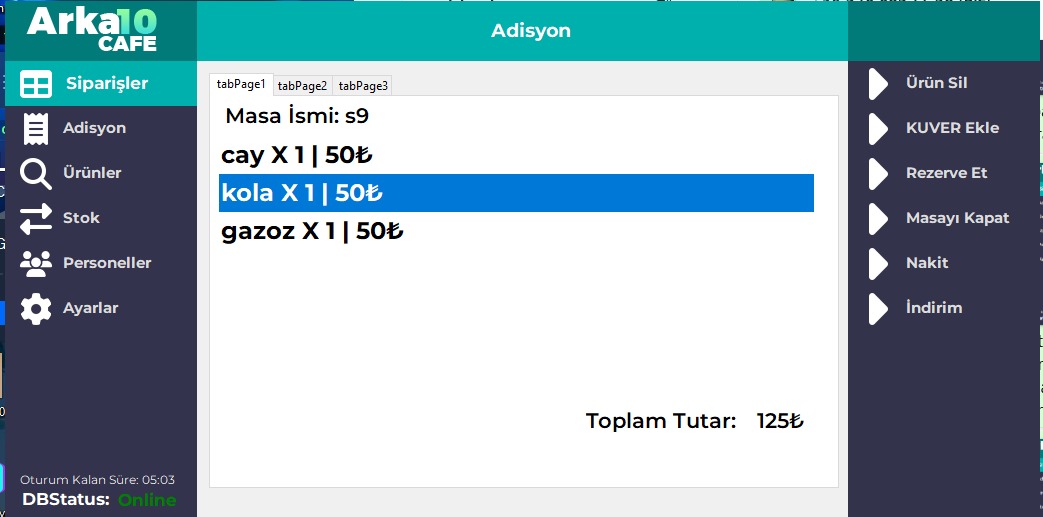 Arka10
CAFE
Adisyon
Siparişler
Adisyon
Ürünler
Stok
Personeller
Ayarlar
Oturum Kalan Süre: 05:03
DBStatus: Online
tabPage1 tabPage2 tabPage3
Masa İsmi: s9
cay X 1 | 50₺
kola X 1 | 50₺
gazoz X 1 | 50₺
Toplam Tutar: 125₺
Ürün Sil
KUVER Ekle
Rezerve Et
Masayı Kapat
Nakit
İndirim